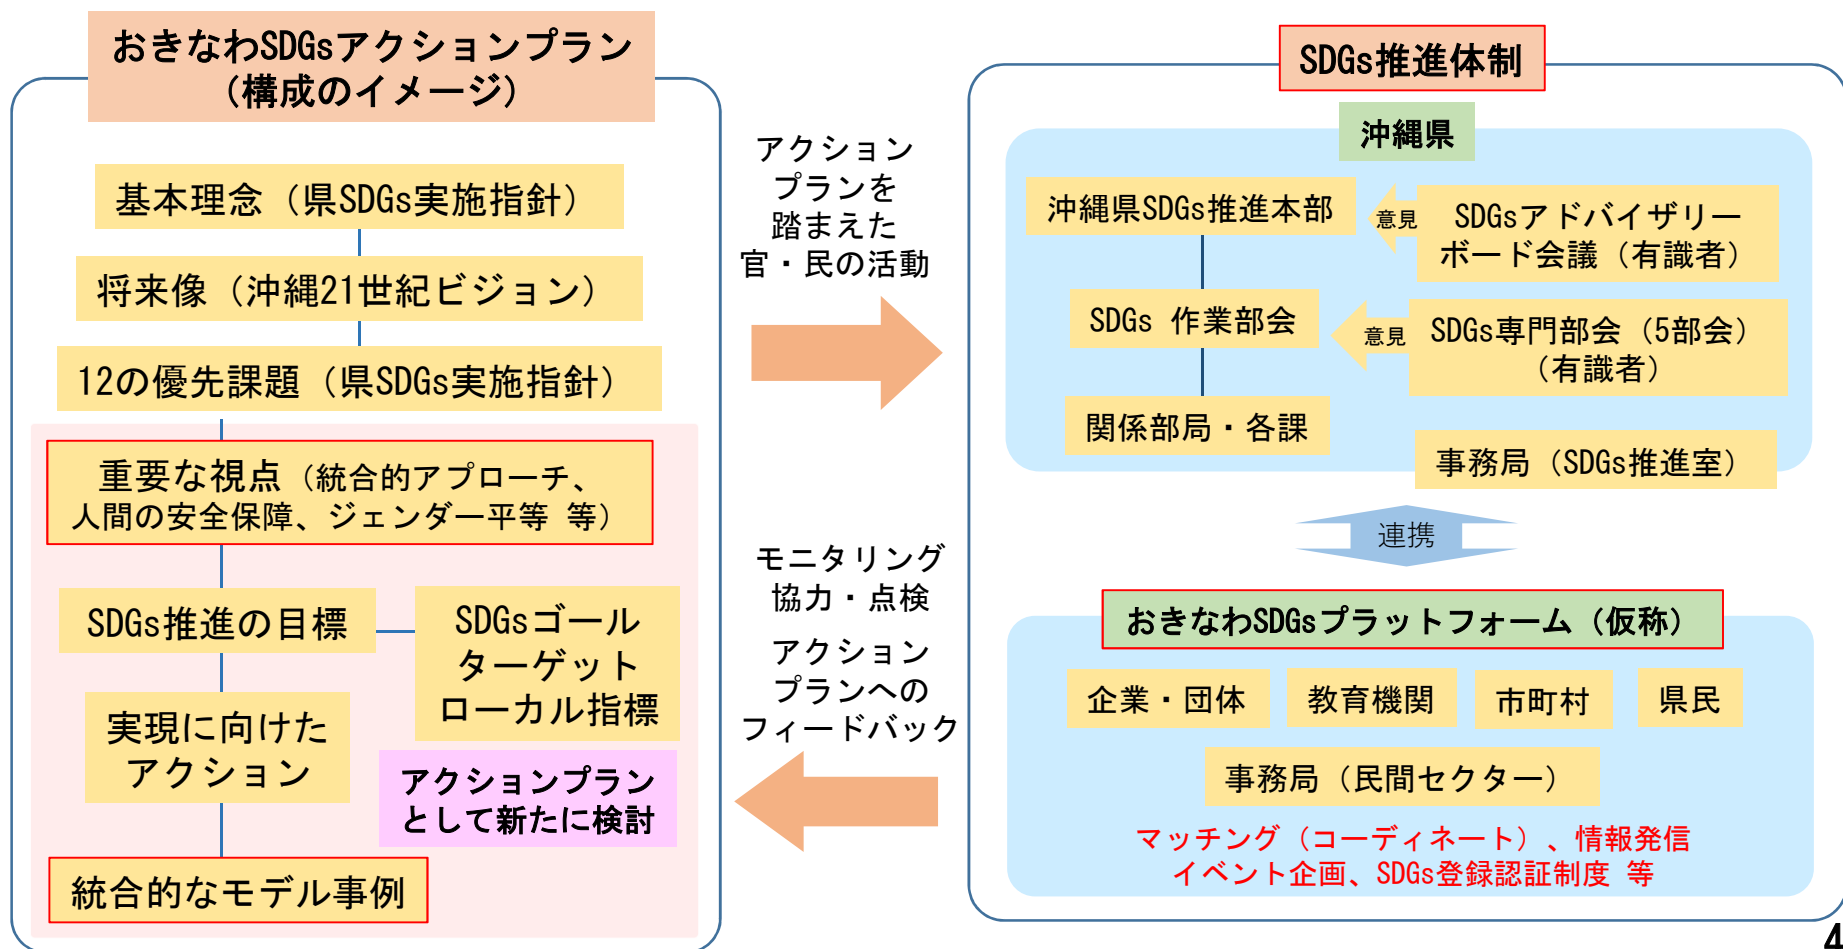 おきなわSDGsアクションプラン
（構成のイメージ）
基本理念（県SDGs実施指針）
将来像（沖縄21世紀ビジョン）
12の優先課題（県SDGs実施指針）
重要な視点（統合的アプローチ、
人間の安全保障、ジェンダー平等 等）
SDGs推進の目標
SDGsゴール
ターゲット
ローカル指標
実現に向けた
アクション
アクションプラン
として新たに検討
統合的なモデル事例
アクション
プランを
踏まえた
官・民の活動
モニタリング
協力・点検
アクション
プランへの
フィードバック
SDGs推進体制
沖縄県
沖縄県SDGs推進本部
意見
SDGsアドバイザリー
ボード会議（有識者）
SDGs 作業部会
意見
SDGs専門部会（5部会）
（有識者）
関係部局・各課
事務局（SDGs推進室）
連携
おきなわSDGsプラットフォーム（仮称）
企業・団体
教育機関
市町村
県民
事務局（民間セクター）
マッチング（コーディネート）、情報発信
イベント企画、SDGs登録認証制度 等
4